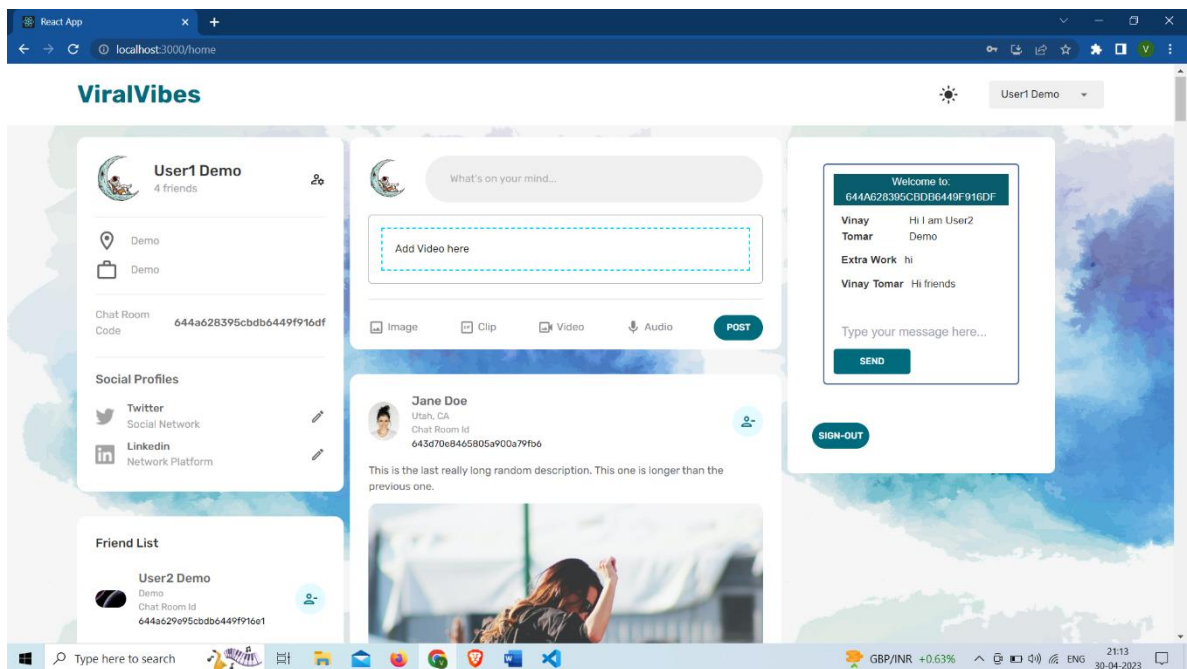 React App
localhost:3000/home
V
ViralVibes
User1 Demo
User1 Demo
4 friends
Demo
Demo
Chat Room
Code
644a628395cbdb6449f916df
Social Profiles
Twitter
Social Network
Linkedin
Network Platform
Friend List
User2 Demo
Demo
Chat Room Id
644a629e95cbdb6449f916e1
What's on your mind...
Add Video here
Image Clip Video Audio POST
Jane Doe
Utah, CA
Chat Room Id
643d70e8465805a900a79fb6
This is the last really long random description. This one is longer than the
previous one.
Welcome to:
644A628395CBDB6449F916DF
Vinay Hi I am User2
Tomar Demo
Extra Work hi
Vinay Tomar Hi friends
Type your message here...
SEND
SIGN-OUT
Type here to search
GBP/INR +0.63%
ENG
21:13
30-04-2023